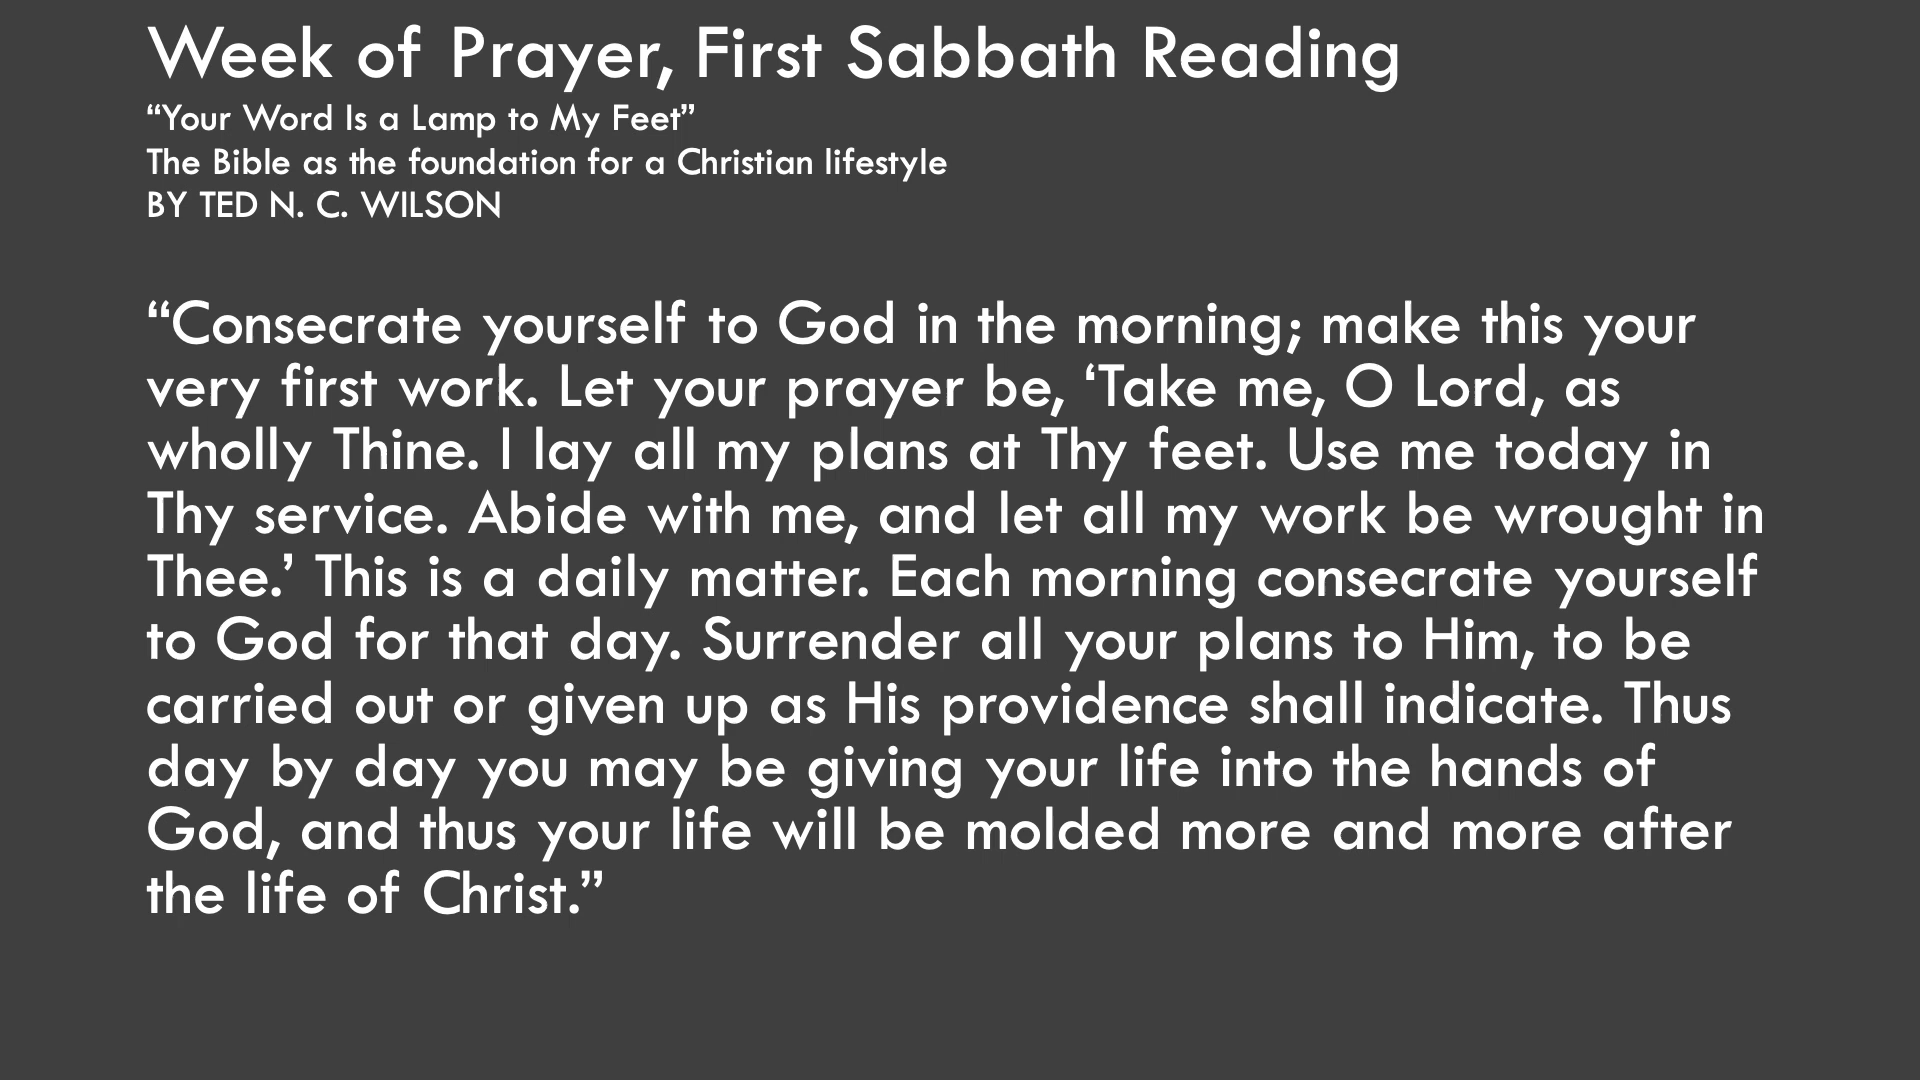 Week of Prayer, First Sabbath Reading
“Your Word Is a Lamp to My Feet”
The Bible as the foundation for a Christian lifestyle
BY TED N. C. WILSON
“Consecrate yourself to God in the morning; make this your
very first work. Let your prayer be, ‘Take me, O Lord, as
wholly Thine. I lay all my plans at Thy feet. Use me today in
Thy service. Abide with me, and let all my work be wrought in
Thee.’ This is a daily matter. Each morning consecrate yourself
to God for that day. Surrender all your plans to Him, to be
carried out or given up as His providence shall indicate. Thus
day by day you may be giving your life into the hands of
God, and thus your life will be molded more and more after
the life of Christ.”